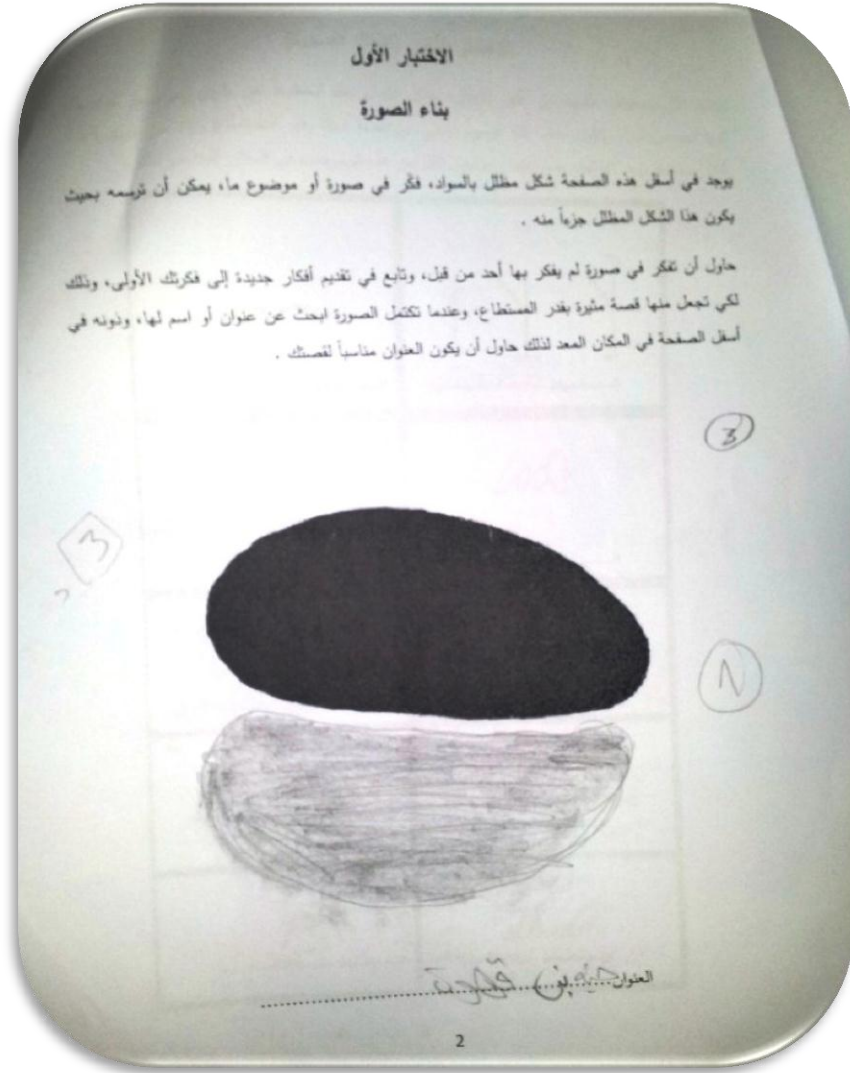 الاختبار الأول
بناء الصورة
يوجد في أسفل هذه الصفحة شكل مظلل بالسواد، فكّر في صورة أو موضوع ما، يمكن أن ترسمه بحيث
يكون هذا الشكل المظلل جزءاً منه .
حاول أن تفكر في صورة لم يفكر بها أحد من قبل، وتابع في تقديم أفكار جديدة إلى فكرتك الأولى، وذلك
لكي تجعل منها قصة مثيرة بقدر المستطاع، وعندما تكتمل الصورة ابحث عن عنوان أو اسم لها، ودونه في
أسفل الصفحة في المكان المعد لذلك حاول أن يكون العنوان مناسباً لقصتك .
3
3
العنوان
2